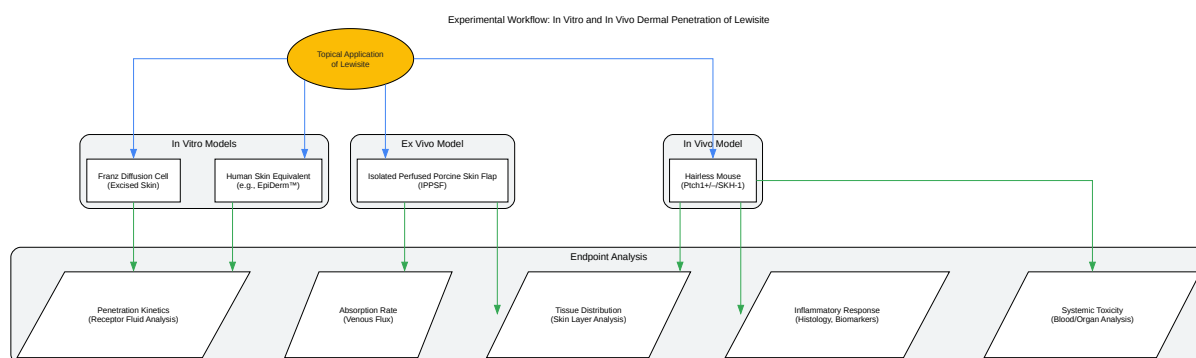 Experimental Workflow: In Vitro and In Vivo Dermal Penetration of Lewisite
Topical Application
of Lewisite
In Vitro Models
Ex Vivo Model
In Vivo Model
Franz Diffusion Cell
(Excised Skin)
Human Skin Equivalent
(e.g., EpiDerm™)
Isolated Perfused Porcine Skin Flap
(IPPSF)
Hairless Mouse
(Ptch1+/−/SKH-1)
Endpoint Analysis
Penetration Kinetics
(Receptor Fluid Analysis)
Absorption Rate
(Venous Flux)
Tissue Distribution
(Skin Layer Analysis)
Inflammatory Response
(Histology, Biomarkers)
Systemic Toxicity
(Blood/Organ Analysis)